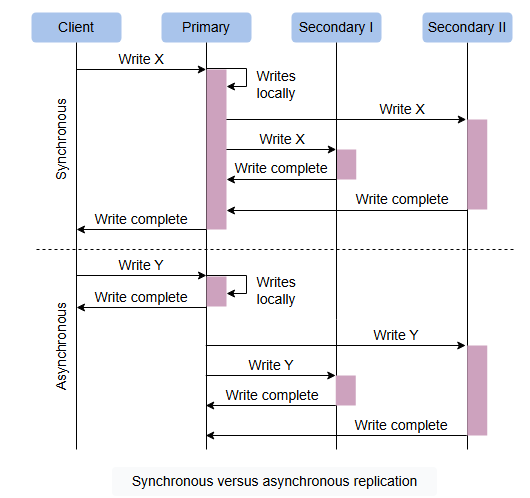 Client
Primary
Secondary I
Secondary II
Synchronous
Write X
Writes
locally
Write X
Write X
Write complete
Write complete
Write complete
Asynchronous
Write Y
Writes
locally
Write complete
Write Y
Write Y
Write complete
Write complete
Synchronous versus asynchronous replication